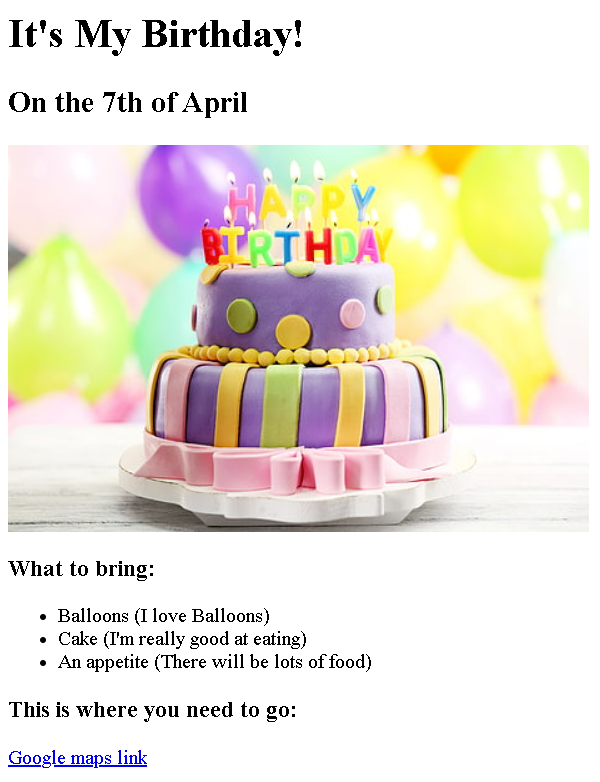 It's My Birthday!
On the 7th of April
HAPPY
BIRTHDAY
What to bring:
Balloons (I love Balloons)
Cake (I'm really good at eating)
An appetite (There will be lots of food)
This is where you need to go:
Google maps link